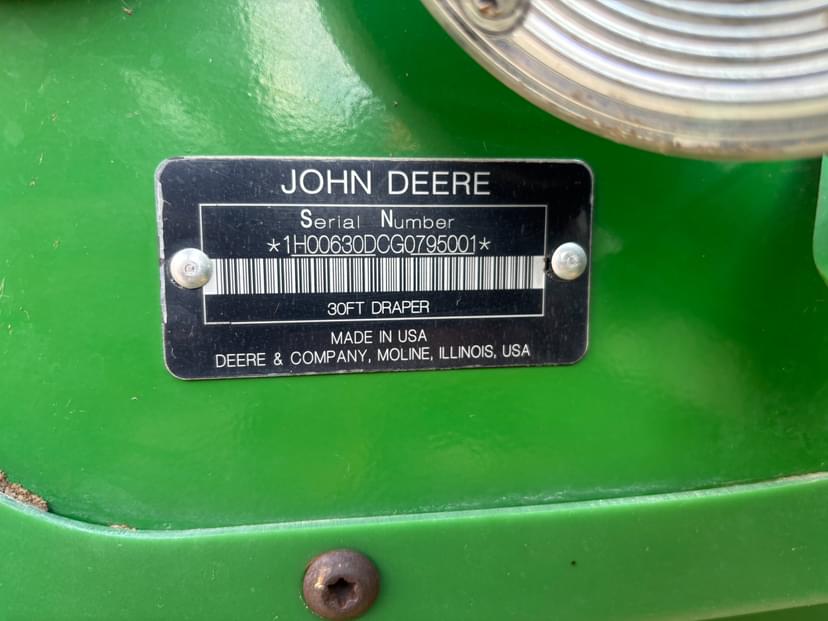 JOHN DEERE
Serial Number
*1H00630DCG0795001*
30FT DRAPER
MADE IN USA
DEERE & COMPANY, MOLINE, ILLINOIS, USA